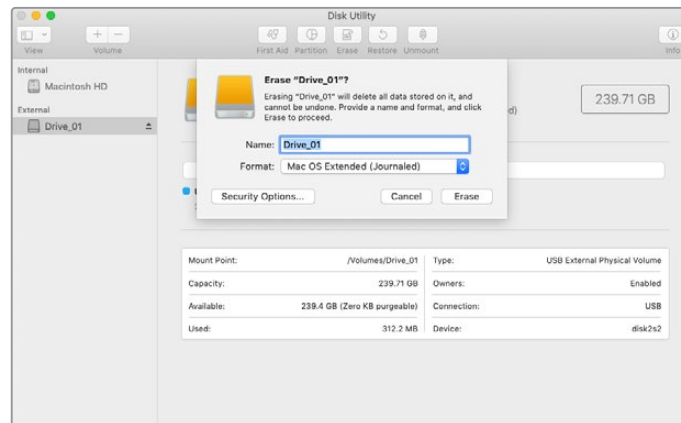 Disk Utility
View
Volume
First Aid
Partition
Erase
Restore
Unmount
Info
Internal
Macintosh HD
External
Drive_01
Erase "Drive_01"?
Erasing "Drive_01" will delete all data stored on it, and
cannot be undone. Provide a name and format, and click
Erase to proceed.
Name: Drive_01
Format: Mac OS Extended (Journaled)
Security Options...
Cancel
Erase
239.71 GB
Mount Point: /Volumes/Drive_01
Type: USB External Physical Volume
Capacity: 239.71 GB
Owners: Enabled
Available: 239.4 GB (Zero KB purgeable)
Connection: USB
Used: 312.2 MB
Device: disk2s2